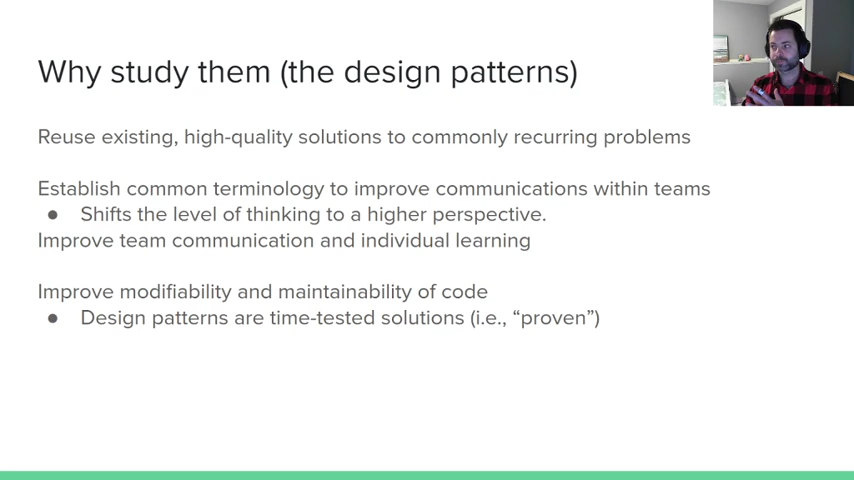 Why study them (the design patterns)
Reuse existing, high-quality solutions to commonly recurring problems
Establish common terminology to improve communications within teams
● Shifts the level of thinking to a higher perspective.
Improve team communication and individual learning
Improve modifiability and maintainability of code
● Design patterns are time-tested solutions (i.e., “proven”)